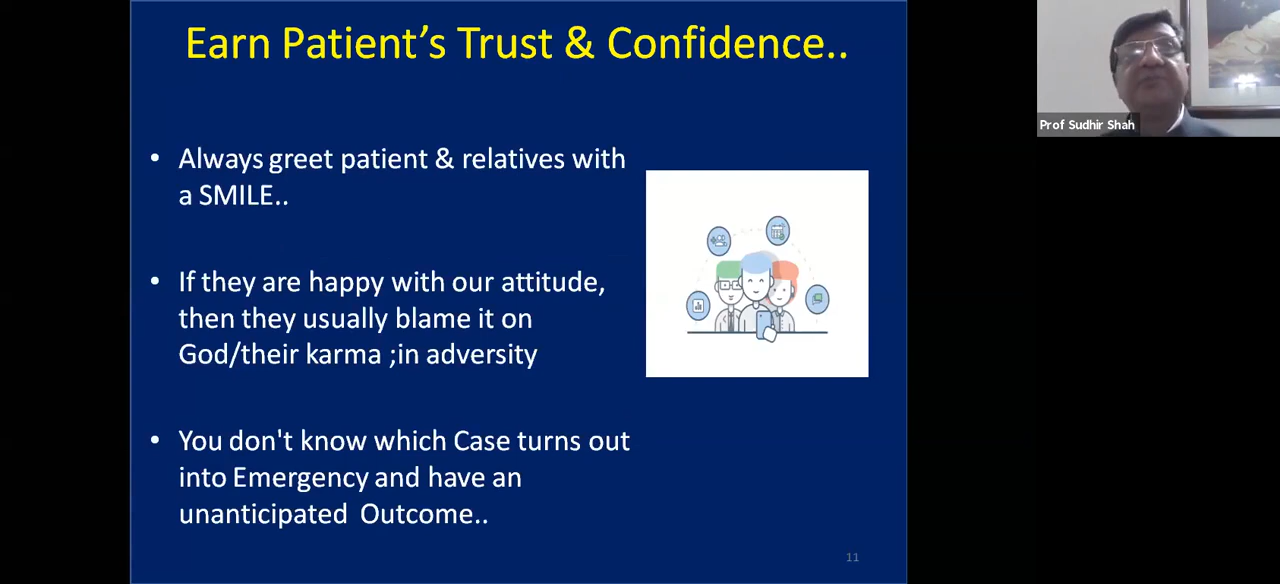 Earn Patient's Trust & Confidence..
Prof Sudhir Shah
• Always greet patient & relatives with
a SMILE..
• If they are happy with our attitude,
then they usually blame it on
God/their karma ;in adversity
• You don't know which Case turns out
into Emergency and have an
unanticipated  Outcome..
11